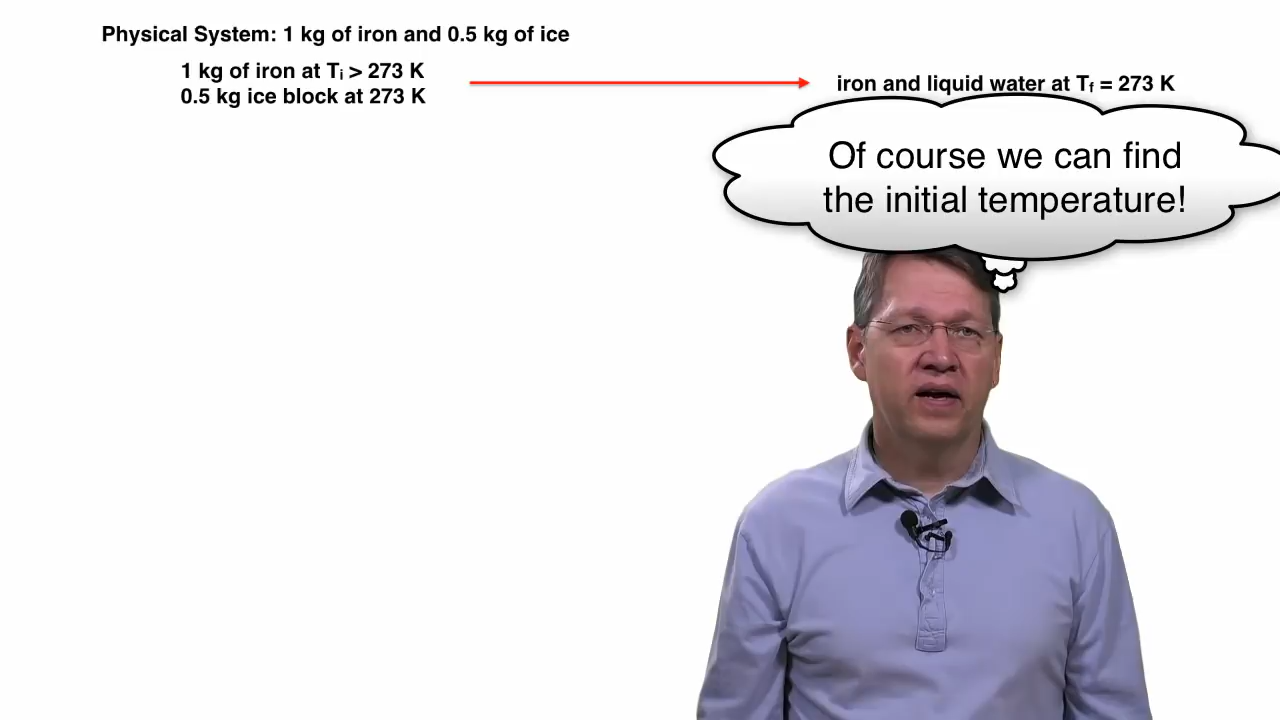 Physical System: 1 kg of iron and 0.5 kg of ice
1 kg of iron at Tᵢ > 273 K
0.5 kg ice block at 273 K
iron and liquid water at T_f = 273 K
Of course we can find
the initial temperature!